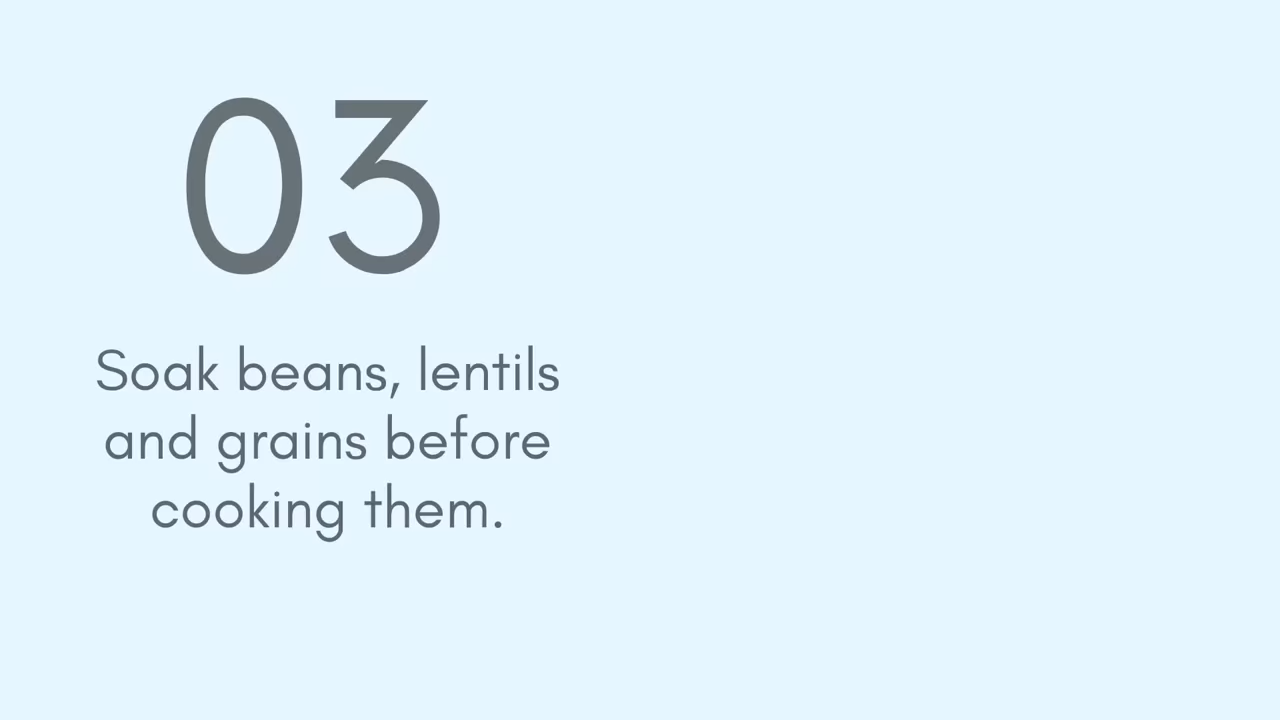 03
Soak beans, lentils
and grains before
cooking them.